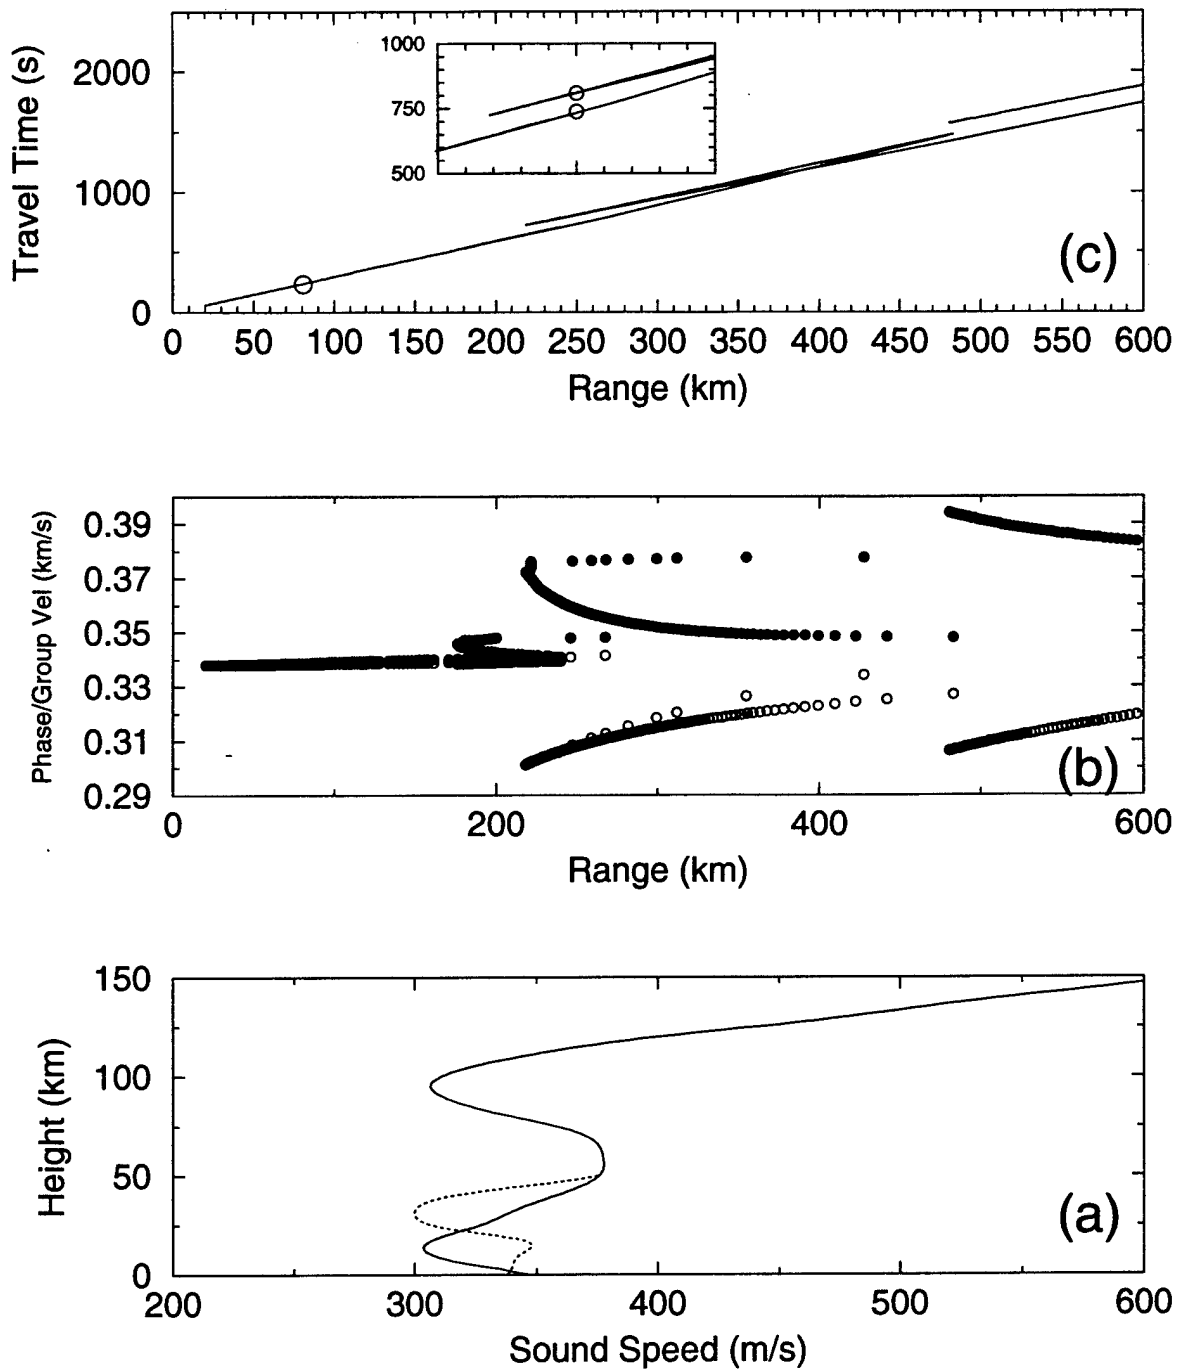 Travel Time (s)
2000
1000
0
1000
750
500
(c)
0 50 100 150 200 250 300 350 400 450 500 550 600
Range (km)
Phase/Group Vel (km/s)
0.39
0.37
0.35
0.33
0.31
0.29
(b)
0 200 400 600
Range (km)
Height (km)
150
100
50
0
(a)
200 300 400 500 600
Sound Speed (m/s)